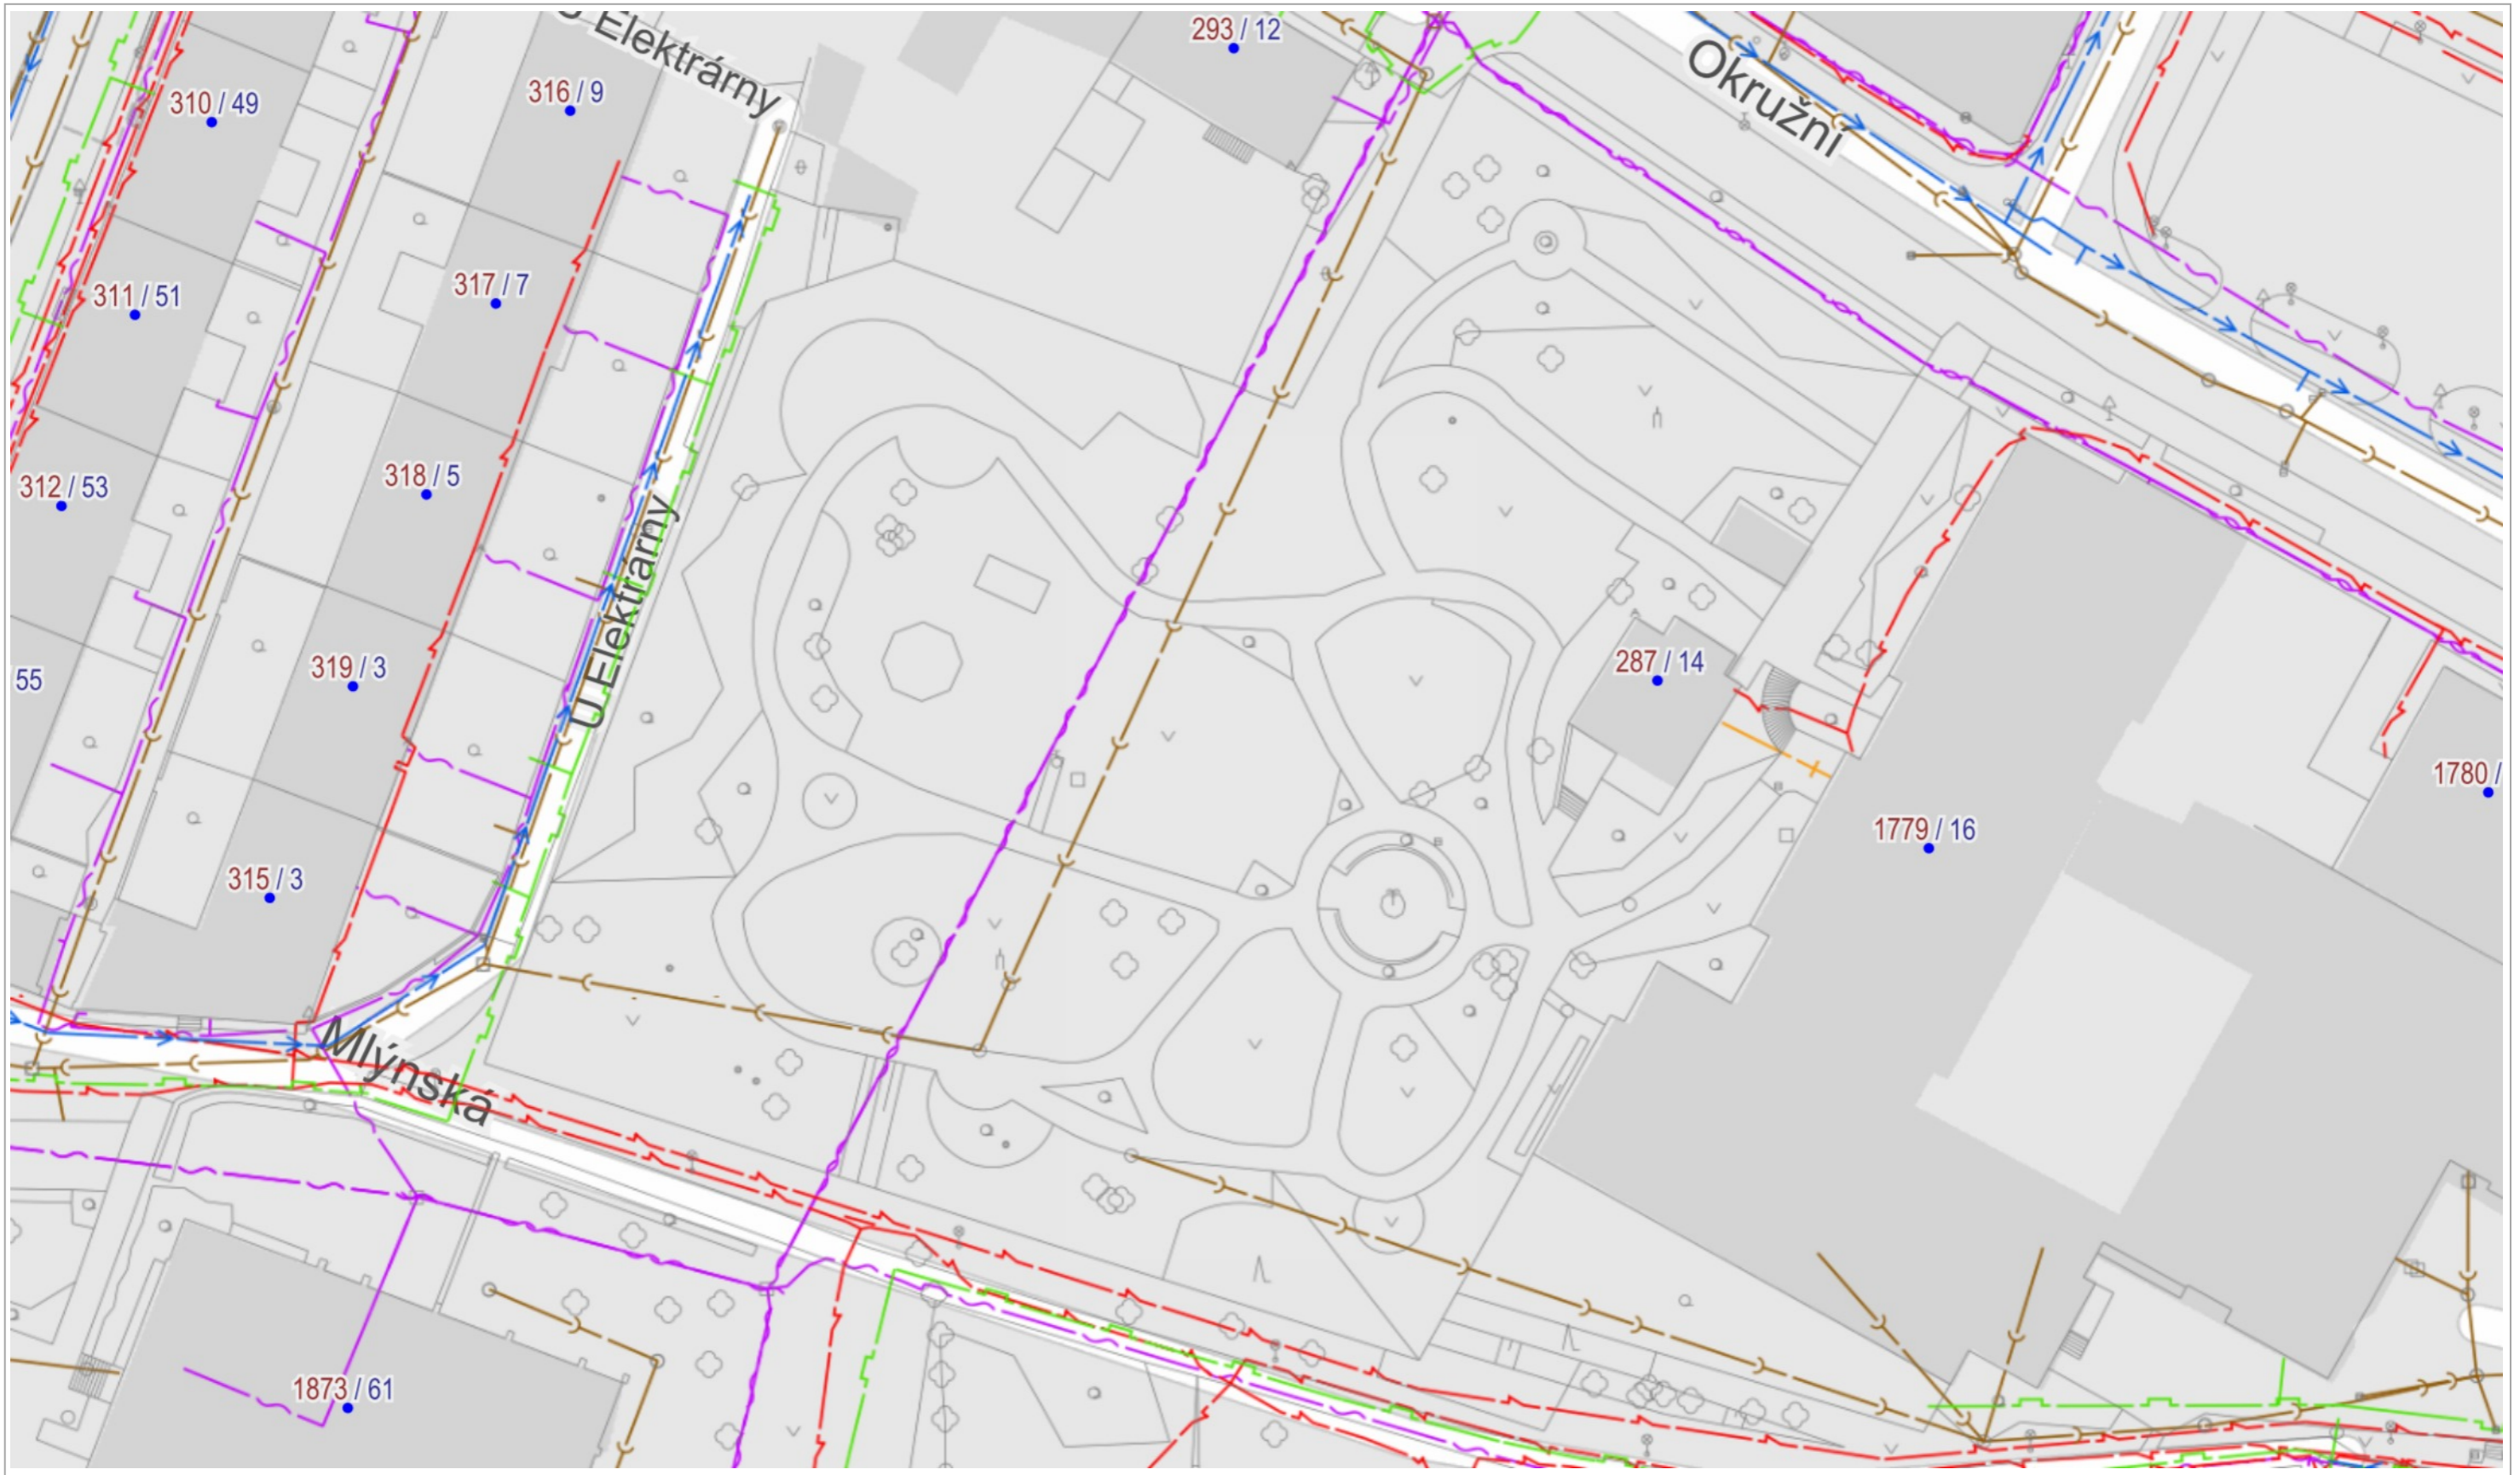 U Elektrárny
293 / 12
Okružní
316 / 9
310 / 49
317 / 7
311 / 51
318 / 5
312 / 53
U Elektrárny
319 / 3
287 / 14
55
1780 /
1779 / 16
315 / 3
Mlýnská
1873 / 61